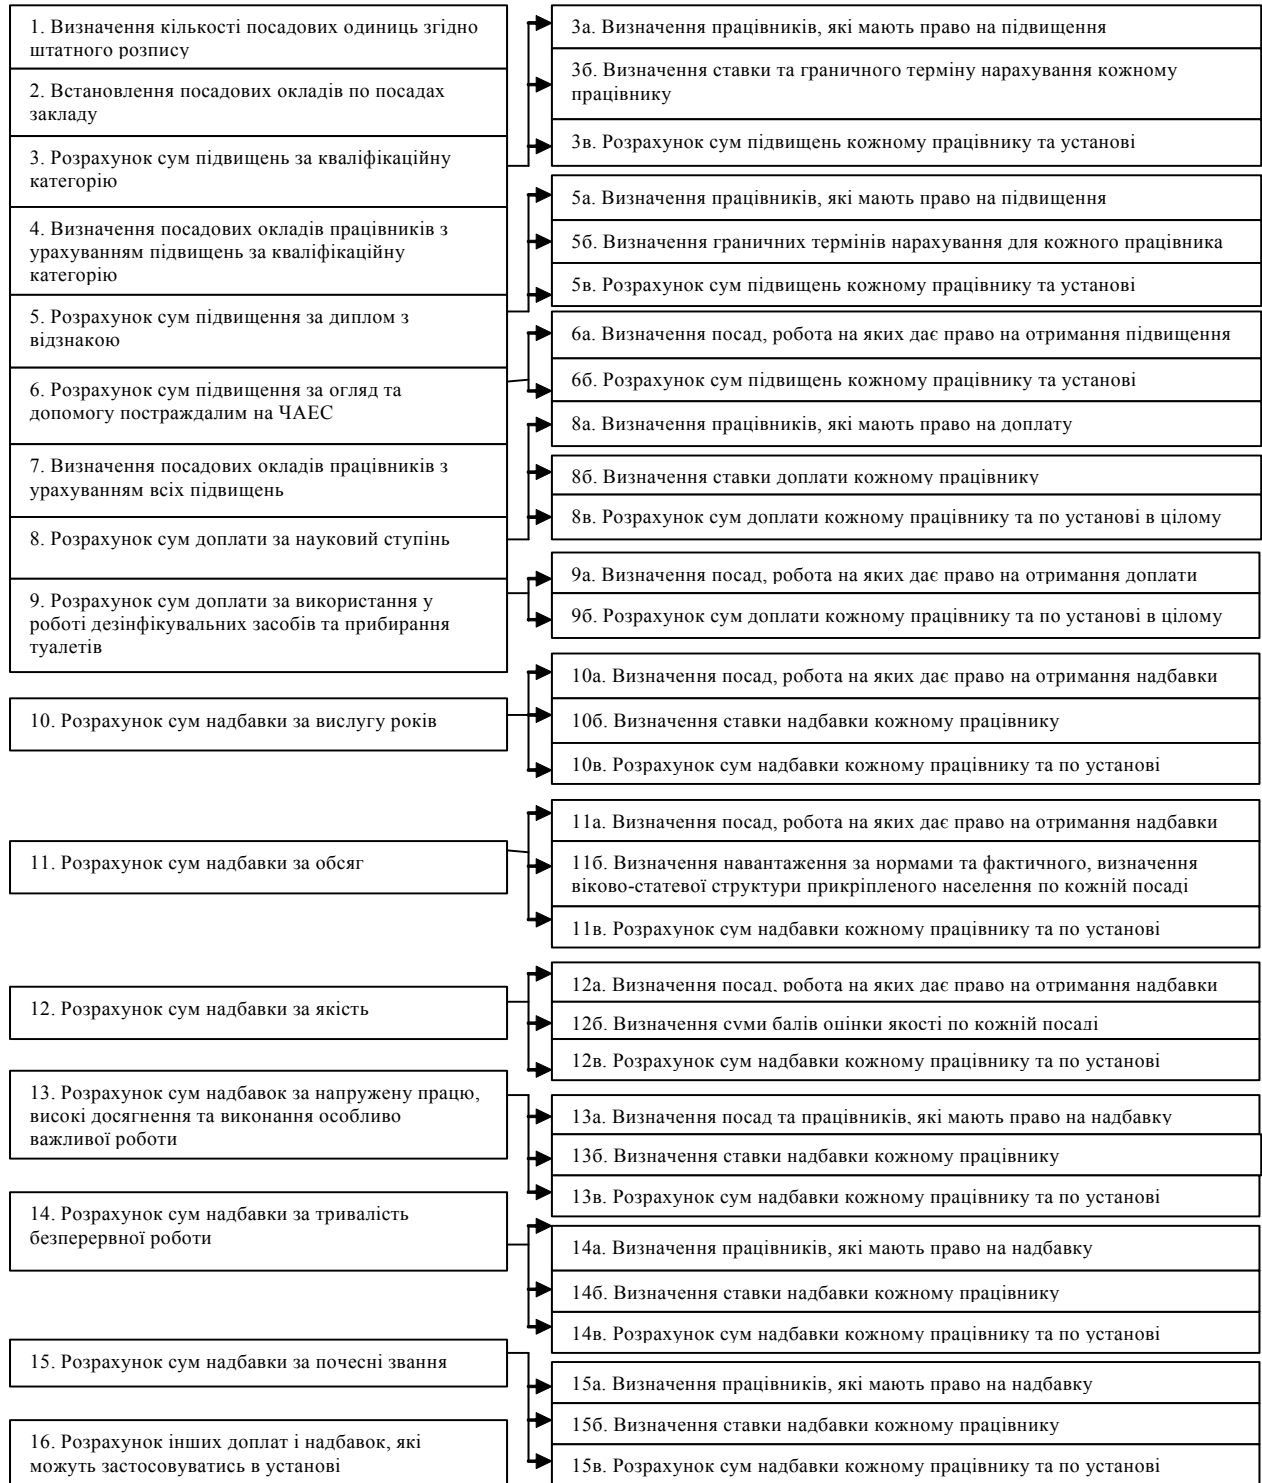 1. Визначення кількості посадових одиниць згідно
штатного розпису
2. Встановлення посадових окладів по посадах
закладу
3. Розрахунок сум підвищень за кваліфікаційну
категорію
4. Визначення посадових окладів працівників з
урахуванням підвищень за кваліфікаційну
категорію
5. Розрахунок сум підвищення за диплом з
відзнакою
6. Розрахунок сум підвищення за огляд та
допомогу постраждалим на ЧАЕС
7. Визначення посадових окладів працівників з
урахуванням всіх підвищень
8. Розрахунок сум доплати за науковий ступінь
9. Розрахунок сум доплати за використання у
роботі дезінфікувальних засобів та прибирання
туалетів
10. Розрахунок сум надбавки за вислугу років
11. Розрахунок сум надбавки за обсяг
12. Розрахунок сум надбавки за якість
13. Розрахунок сум надбавок за напружену працю,
високі досягнення та виконання особливо
важливої роботи
14. Розрахунок сум надбавки за тривалість
безперервної роботи
15. Розрахунок сум надбавки за почесні звання
16. Розрахунок інших доплат і надбавок, які
можуть застосовуватись в установі
3а. Визначення працівників, які мають право на підвищення
3б. Визначення ставки та граничного терміну нарахування кожному
працівнику
3в. Розрахунок сум підвищень кожному працівнику та установі
5а. Визначення працівників, які мають право на підвищення
5б. Визначення граничних термінів нарахування для кожного працівника
5в. Розрахунок сум підвищень кожному працівнику та установі
6а. Визначення посад, робота на яких дає право на отримання підвищення
6б. Розрахунок сум підвищень кожному працівнику та установі
8а. Визначення працівників, які мають право на доплату
8б. Визначення ставки доплати кожному працівнику
8в. Розрахунок сум доплати кожному працівнику та по установі в цілому
9а. Визначення посад, робота на яких дає право на отримання доплати
9б. Розрахунок сум доплати кожному працівнику та по установі в цілому
10а. Визначення посад, робота на яких дає право на отримання надбавки
10б. Визначення ставки надбавки кожному працівнику
10в. Розрахунок сум надбавки кожному працівнику та по установі
11а. Визначення посад, робота на яких дає право на отримання надбавки
11б. Визначення навантаження за нормами та фактичного, визначення
віково-статевої структури прикріпленого населення по кожній посаді
11в. Розрахунок сум надбавки кожному працівнику та по установі
12а. Визначення посад, робота на яких дає право на отримання надбавки
12б. Визначення суми балів оцінки якості по кожній посаді
12в. Розрахунок сум надбавки кожному працівнику та по установі
13а. Визначення посад та працівників, які мають право на надбавку
13б. Визначення ставки надбавки кожному працівнику
13в. Розрахунок сум надбавки кожному працівнику та по установі
14а. Визначення працівників, які мають право на надбавку
14б. Визначення ставки надбавки кожному працівнику
14в. Розрахунок сум надбавки кожному працівнику та по установі
15а. Визначення працівників, які мають право на надбавку
15б. Визначення ставки надбавки кожному працівнику
15в. Розрахунок сум надбавки кожному працівнику та по установі